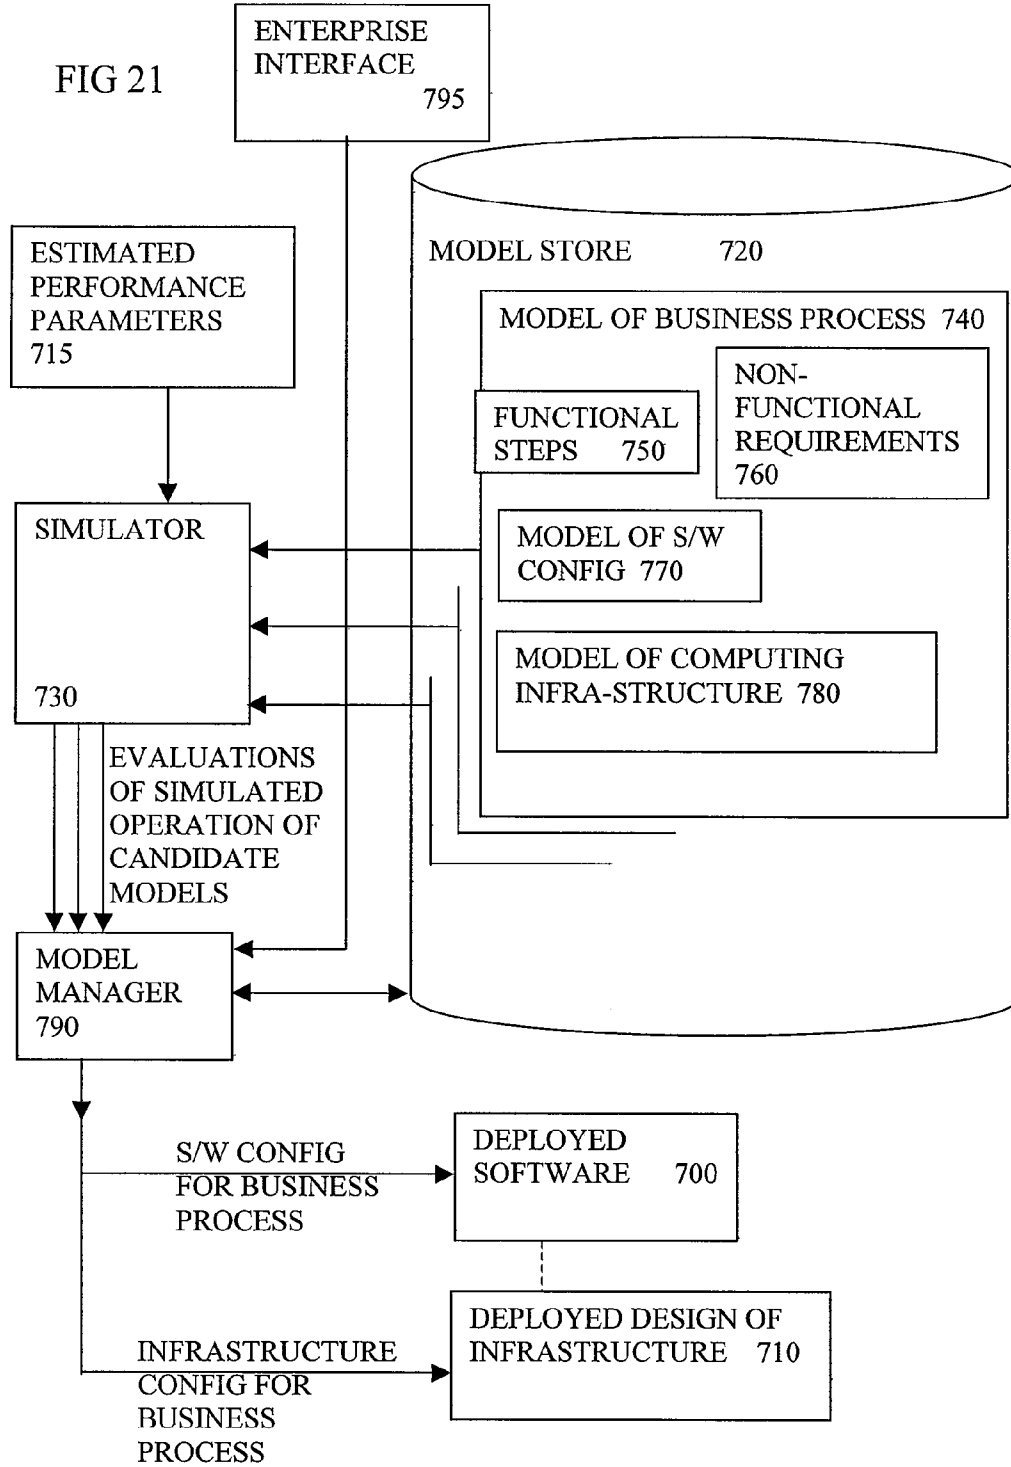 FIG 21
ENTERPRISE
INTERFACE
795
ESTIMATED
PERFORMANCE
PARAMETERS
715
MODEL STORE 720
MODEL OF BUSINESS PROCESS 740
NON-
FUNCTIONAL
REQUIREMENTS
760
FUNCTIONAL
STEPS 750
MODEL OF S/W
CONFIG 770
MODEL OF COMPUTING
INFRA-STRUCTURE 780
SIMULATOR
730
EVALUATIONS
OF SIMULATED
OPERATION OF
CANDIDATE
MODELS
MODEL
MANAGER
790
S/W CONFIG
FOR BUSINESS
PROCESS
DEPLOYED
SOFTWARE 700
INFRASTRUCTURE
CONFIG FOR
BUSINESS
PROCESS
DEPLOYED DESIGN OF
INFRASTRUCTURE 710